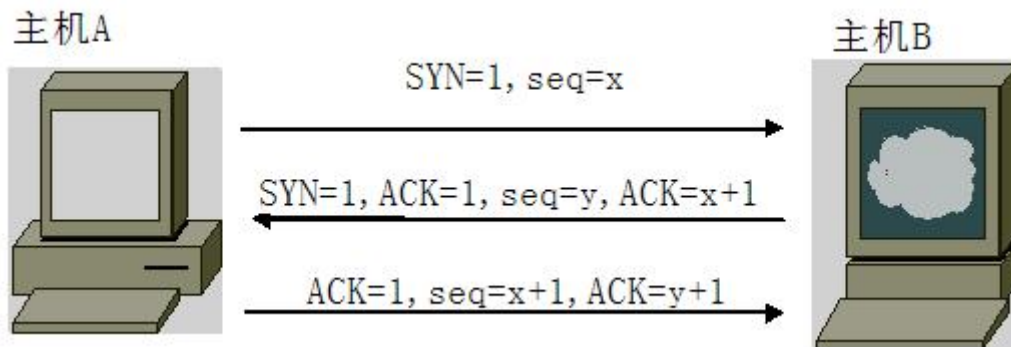 主机A
主机B
SYN=1, seq=x
SYN=1, ACK=1, seq=y, ACK=x+1
ACK=1, seq=x+1, ACK=y+1